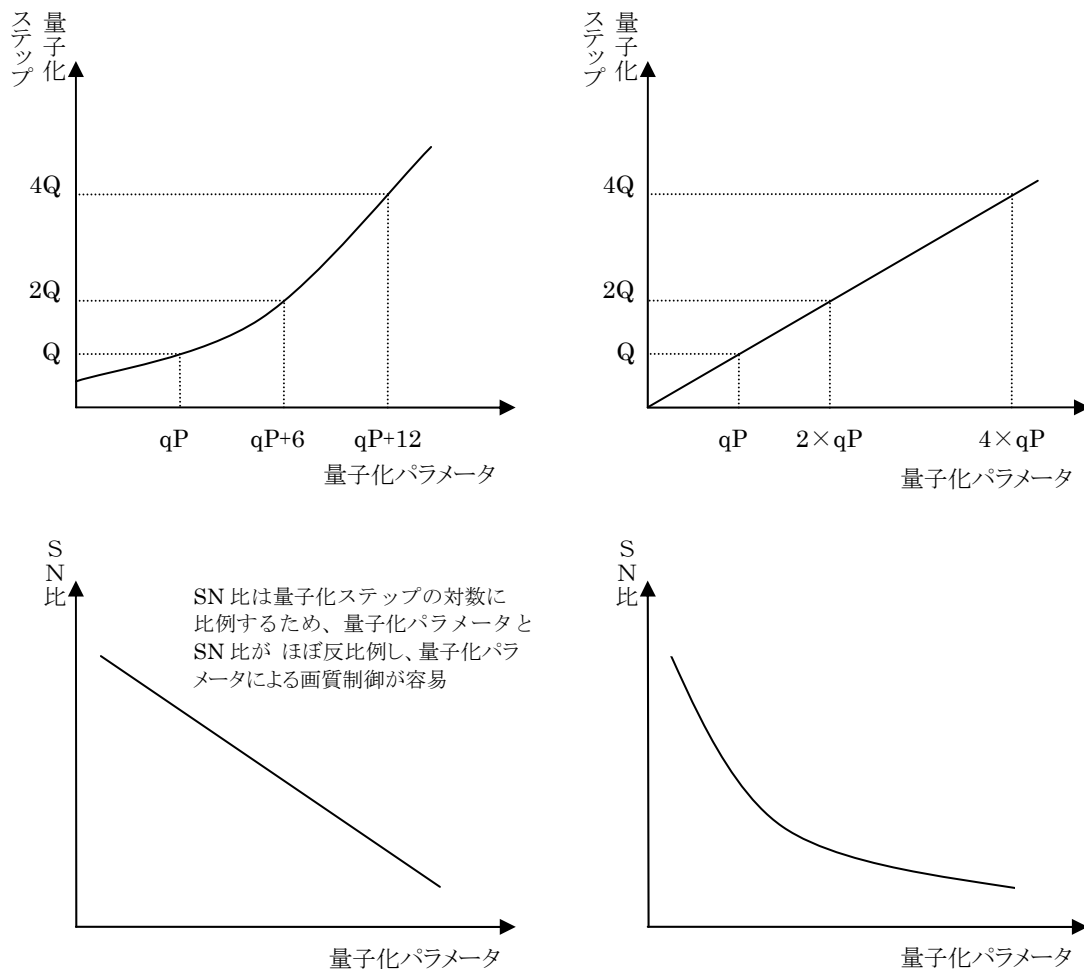 量子化
ステップ
4Q
2Q
Q
qP
qP+6
qP+12
量子化パラメータ
量子化
ステップ
4Q
2Q
Q
qP
2×qP
4×qP
量子化パラメータ
SN比
SN 比は量子化ステップの対数に
比例するため、量子化パラメータと
SN 比が ほぼ反比例し、量子化パラ
メータによる画質制御が容易
量子化パラメータ
SN比
量子化パラメータ